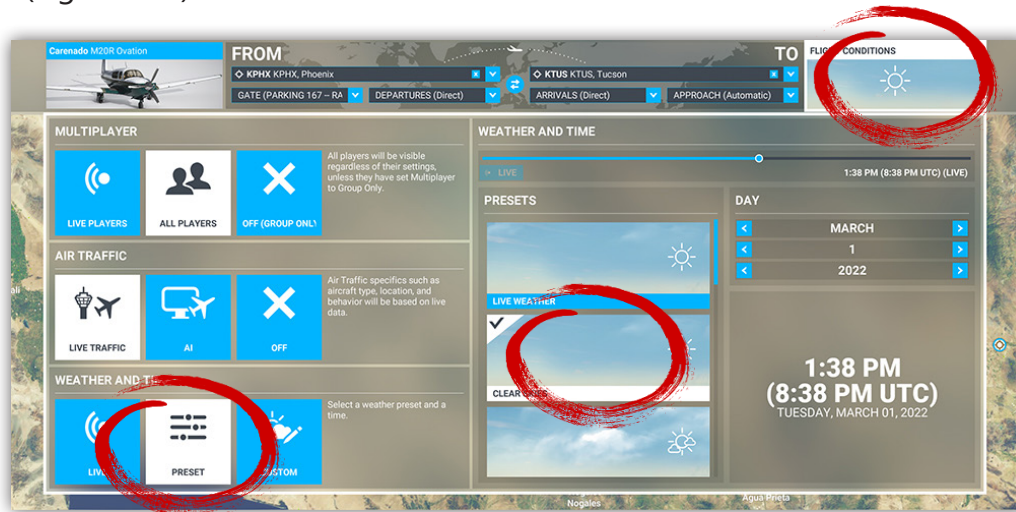 Carenado M20R Ovation
FROM
KPHX KPHX, Phoenix
GATE (PARKING 167 – RA
DEPARTURES (Direct)
TO
KTUS KTUS, Tucson
ARRIVALS (Direct)
APPROACH (Automatic)
CONDITIONS
MULTIPLAYER
LIVE PLAYERS
ALL PLAYERS
OFF (GROUP ONLY
All players will be visible
regardless of their settings,
unless they have set Multiplayer
to Group Only.
AIR TRAFFIC
LIVE TRAFFIC
AI
OFF
Air Traffic specifics such as
aircraft type, location, and
behavior will be based on live
data.
WEATHER AND
PRESET
Select a weather preset and a
time.
WEATHER AND TIME
LIVE
1:38 PM (8:38 PM UTC) (LIVE)
PRESETS
LIVE WEATHER
CLEAR
DAY
MARCH
1
2022
1:38 PM
(8:38 PM UTC)
TUESDAY, MARCH 01, 2022
Nogales
Agua Prieta